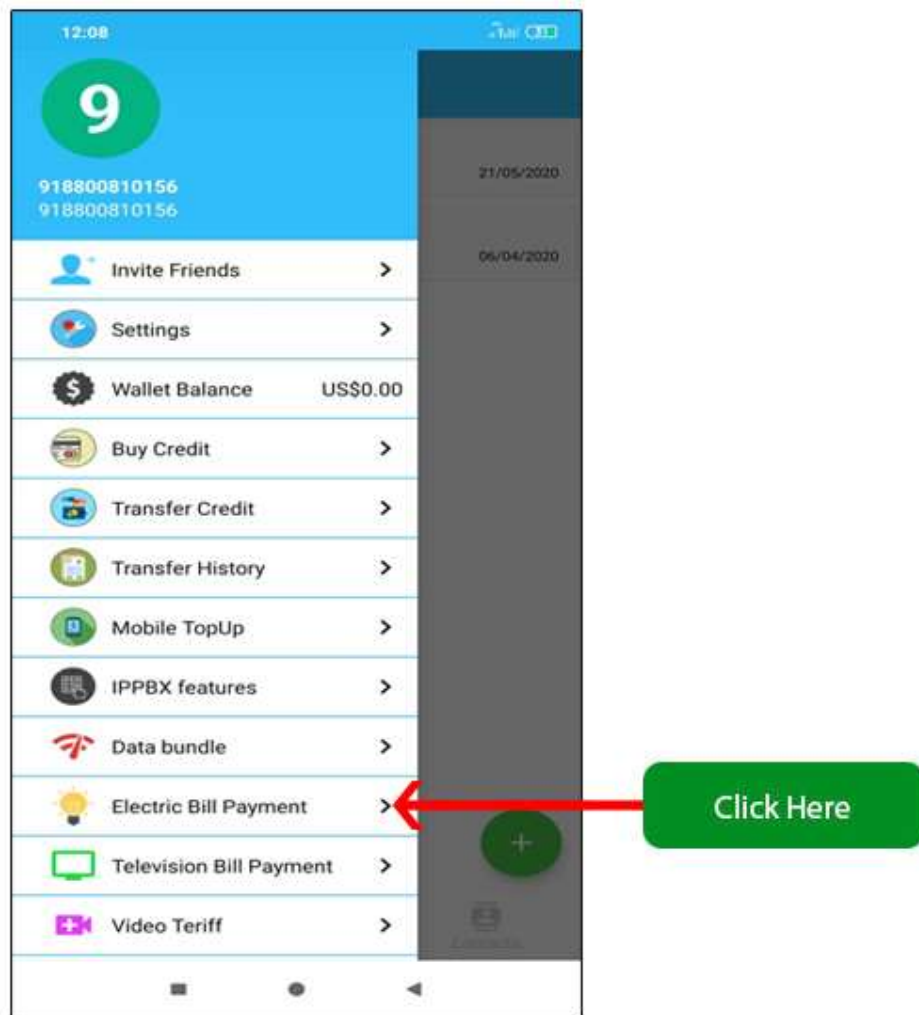 12:08
9
918800810156
918800810156
21/05/2020
06/04/2020
Invite Friends
Settings
Wallet Balance US$0.00
Buy Credit
Transfer Credit
Transfer History
Mobile TopUp
IPPBX features
Data bundle
Electric Bill Payment
Click Here
Television Bill Payment
Video Teriff
Contacts